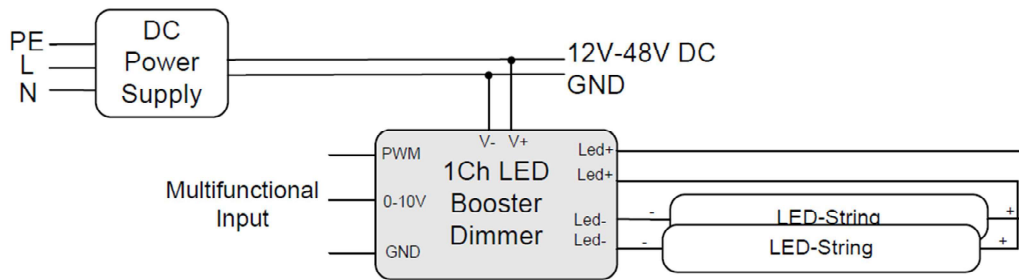 PE
L
N
DC
Power
Supply
12V-48V DC
GND
V- V+
PWM
0-10V
GND
Multifunctional
Input
1Ch LED
Booster
Dimmer
Led+
Led+
Led-
Led-
- LED-String +
- LED-String +